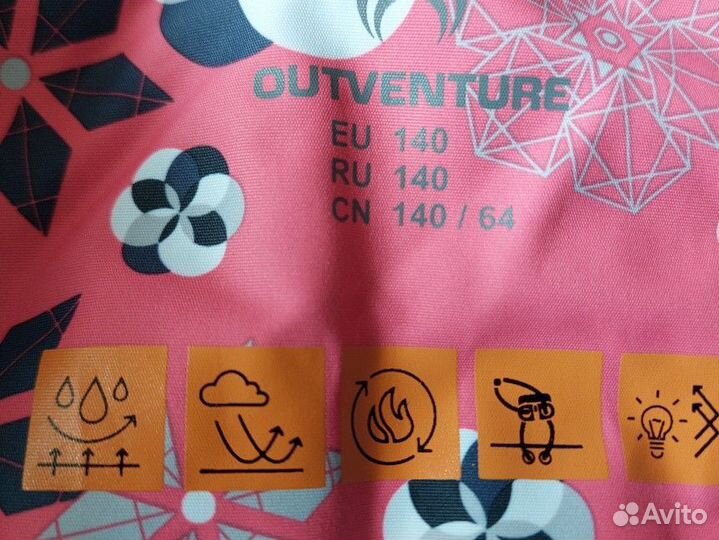 OUTVENTURE
EU 140
RU 140
CN 140 / 64
Avito